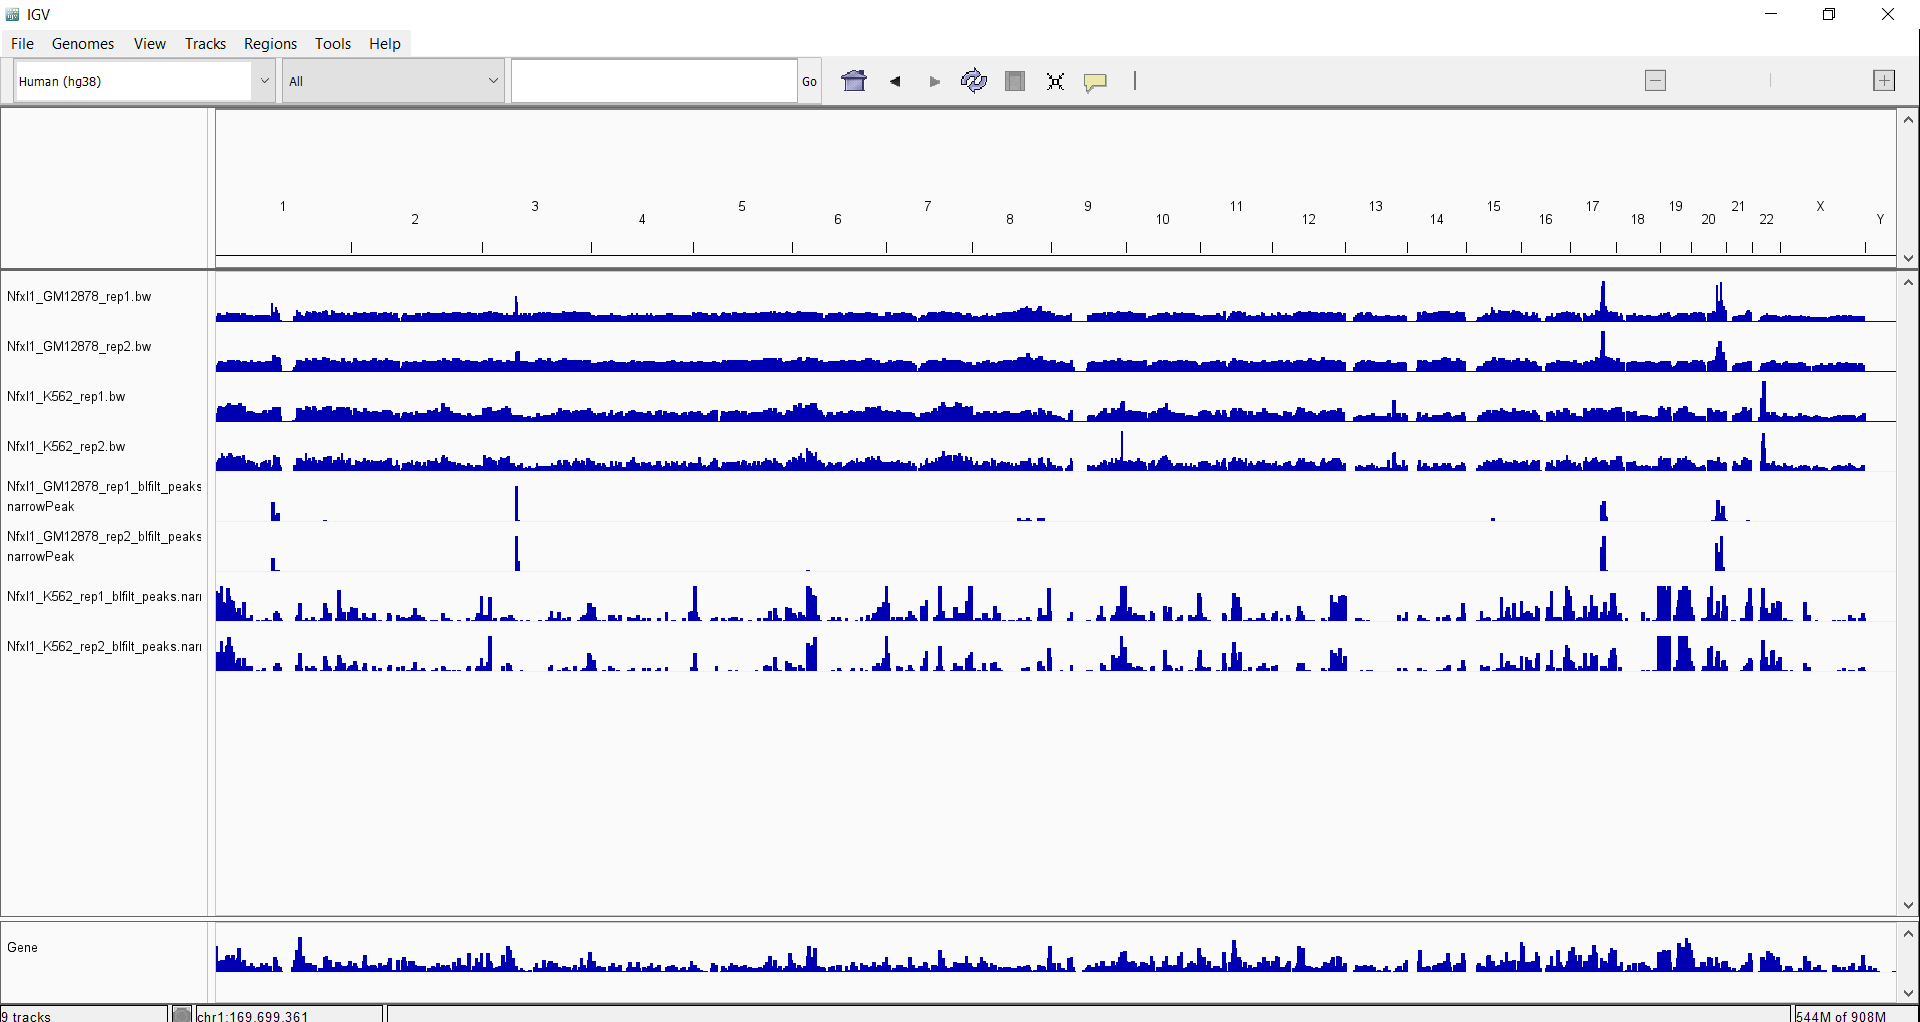 IGV
File Genomes View Tracks Regions Tools Help
Human (hg38) All Go
1 3 5 7 9 11 13 15 17 19 21 X
2 4 6 8 10 12 14 16 18 20 22 Y
Nfxl1_GM12878_rep1.bw
Nfxl1_GM12878_rep2.bw
Nfxl1_K562_rep1.bw
Nfxl1_K562_rep2.bw
Nfxl1_GM12878_rep1_blfilt_peaks
narrowPeak
Nfxl1_GM12878_rep2_blfilt_peaks
narrowPeak
Nfxl1_K562_rep1_blfilt_peaks.narr
Nfxl1_K562_rep2_blfilt_peaks.narr
Gene
9 tracks chr1:169,699,361 544M of 908M